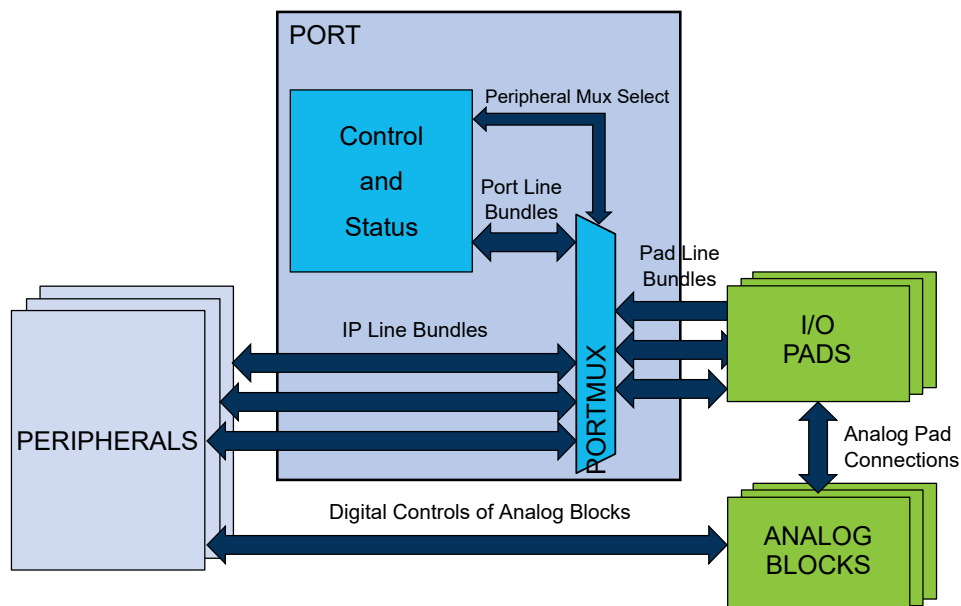 PORT
Peripheral Mux Select
Control
and
Status
Port Line
Bundles
Pad Line
Bundles
I/O
PADS
IP Line Bundles
PORTMUX
PERIPHERALS
Analog Pad
Connections
Digital Controls of Analog Blocks
ANALOG
BLOCKS